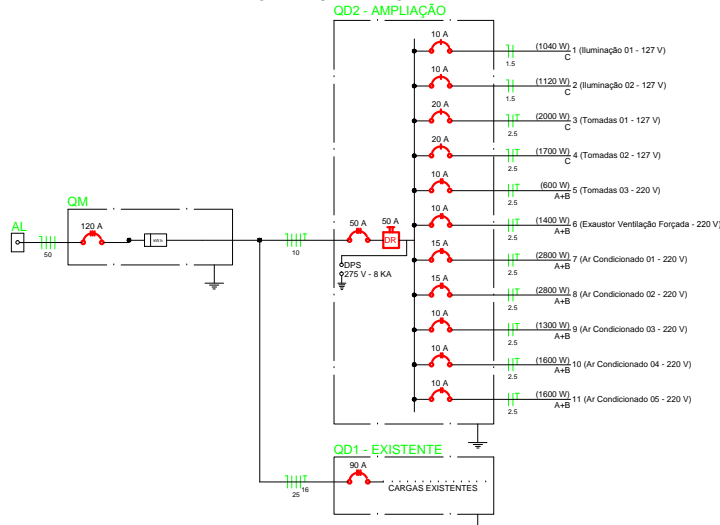 QD2 - AMPLIAÇÃO
10 A
(1040 W) 1 (Iluminação 01 - 127 V)
C
1.5
10 A
(1120 W) 2 (Iluminação 02 - 127 V)
C
1.5
20 A
(2000 W) 3 (Tomadas 01 - 127 V)
C
2.5
20 A
(1700 W) 4 (Tomadas 02 - 127 V)
C
2.5
10 A
(600 W) 5 (Tomadas 03 - 220 V)
A+B
2.5
10 A
(1400 W) 6 (Exaustor Ventilação Forçada - 220 V)
A+B
2.5
15 A
(2800 W) 7 (Ar Condicionado 01 - 220 V)
A+B
2.5
15 A
(2800 W) 8 (Ar Condicionado 02 - 220 V)
A+B
2.5
10 A
(1300 W) 9 (Ar Condicionado 03 - 220 V)
A+B
2.5
10 A
(1600 W) 10 (Ar Condicionado 04 - 220 V)
A+B
2.5
10 A
(1600 W) 11 (Ar Condicionado 05 - 220 V)
A+B
2.5
QM
AL
120 A
50
10
50 A
50 A
DR
DPS
275 V - 8 KA
QD1 - EXISTENTE
90 A
CARGAS EXISTENTES
25
16